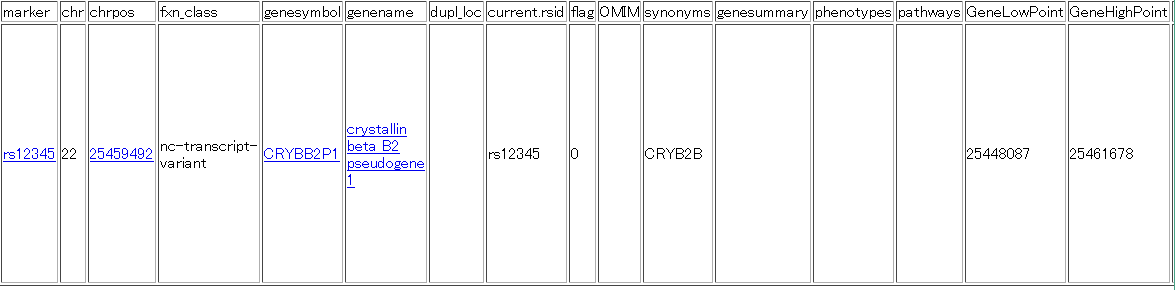 marker chr chrpos fxn_class genesymbol genename dupl_loc current.rsid flag OMIM synonyms genesummary phenotypes pathways GeneLowPoint GeneHighPoint
rs12345 22 25459492 nc-transcript-
variant CRYBB2P1 crystallin
beta B2
pseudogene
1 rs12345 0 CRYB2B 25448087 25461678